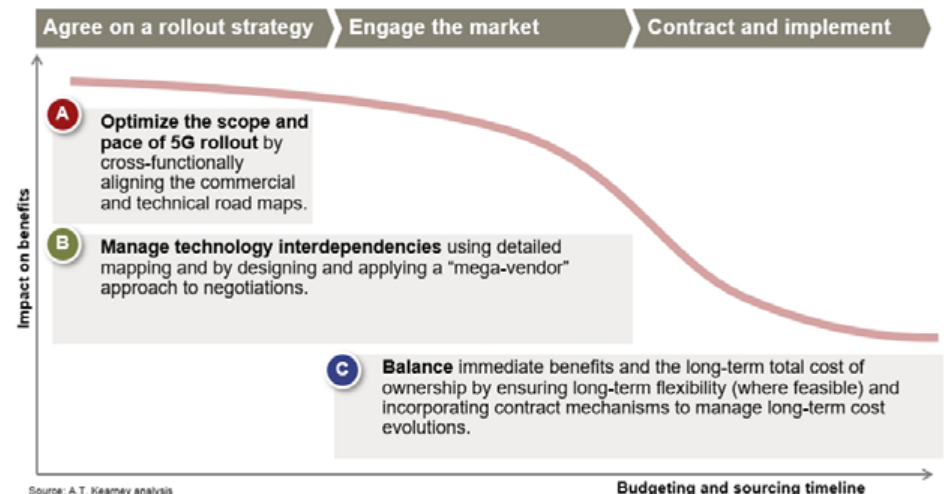 Agree on a rollout strategy
Engage the market
Contract and implement
Impact on benefits
A
Optimize the scope and
pace of 5G rollout by
cross-functionally
aligning the commercial
and technical road maps.
B
Manage technology interdependencies using detailed
mapping and by designing and applying a “mega-vendor”
approach to negotiations.
C
Balance immediate benefits and the long-term total cost of
ownership by ensuring long-term flexibility (where feasible) and
incorporating contract mechanisms to manage long-term cost
evolutions.
Source: A.T. Kearney analysis
Budgeting and sourcing timeline